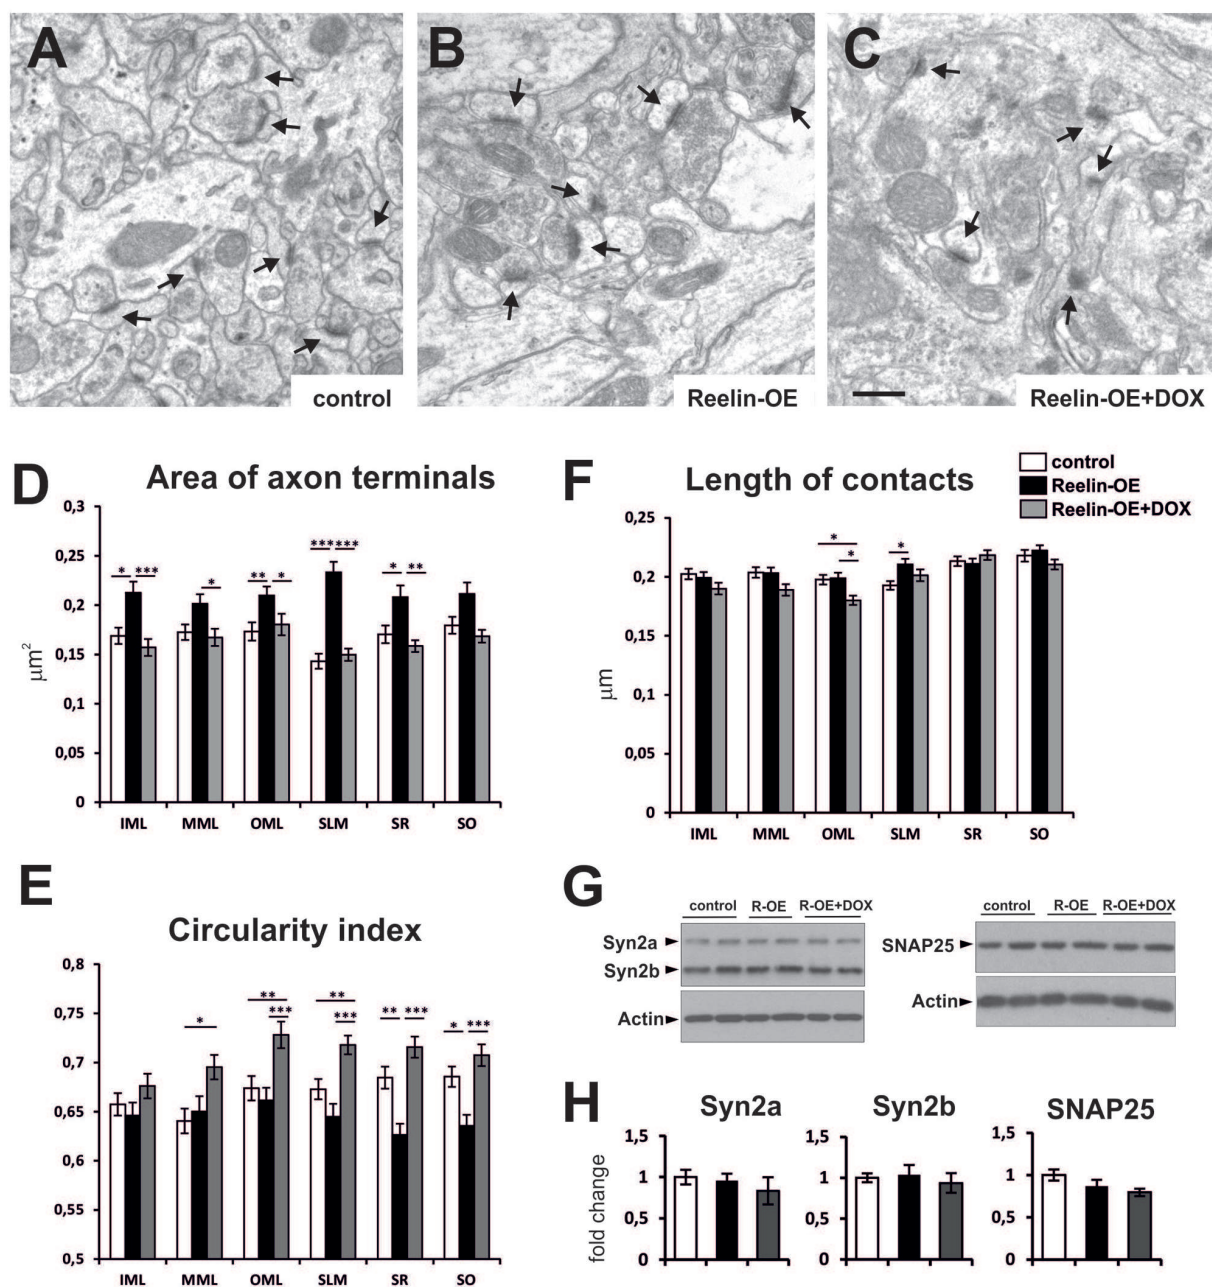 A
B
C
control
Reelin-OE
Reelin-OE+DOX
D
Area of axon terminals
0,3
0,25
0,2
0,15
0,1
0,05
0
μm²
* *** * ** * *** *** * **
IML MML OML SLM SR SO
F
Length of contacts
control
Reelin-OE
Reelin-OE+DOX
0,25
0,2
0,15
0,1
0,05
0
μm
* * *
IML MML OML SLM SR SO
E
Circularity index
0,8
0,75
0,7
0,65
0,6
0,55
0,5
* ** *** ** *** ** *** * ***
IML MML OML SLM SR SO
G
control R-OE R-OE+DOX
Syn2a
Syn2b
Actin
control R-OE R-OE+DOX
SNAP25
Actin
H
fold change
Syn2a
1,5
1
0,5
0
Syn2b
1,5
1
0,5
0
SNAP25
1,5
1
0,5
0